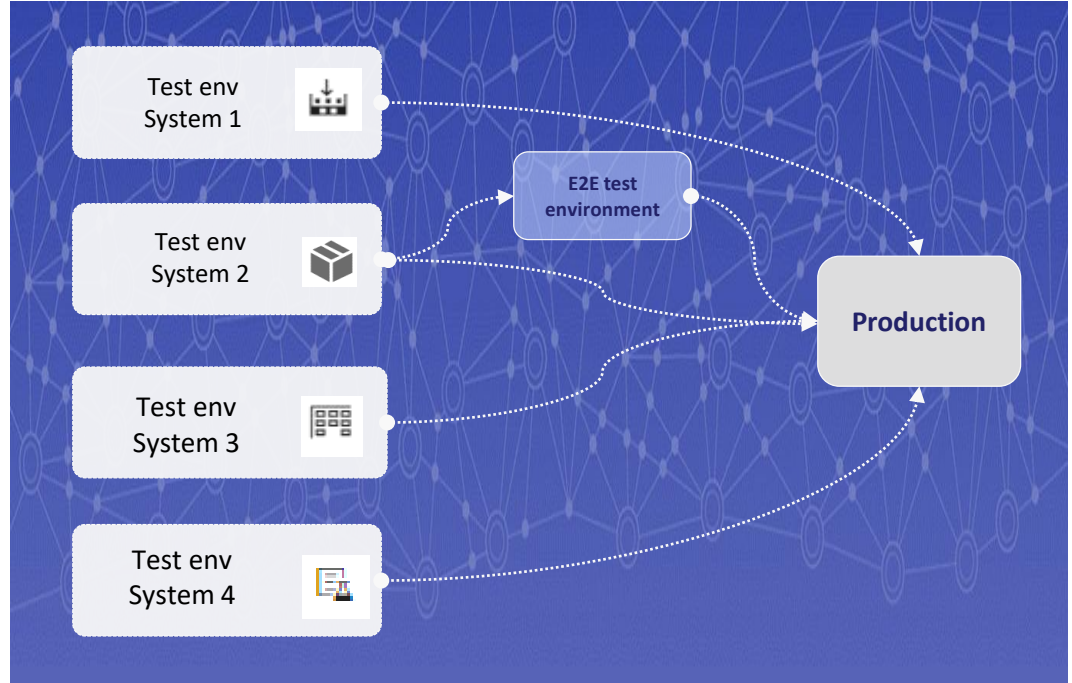 Test env
System 1
E2E test
environment
Test env
System 2
Production
Test env
System 3
Test env
System 4